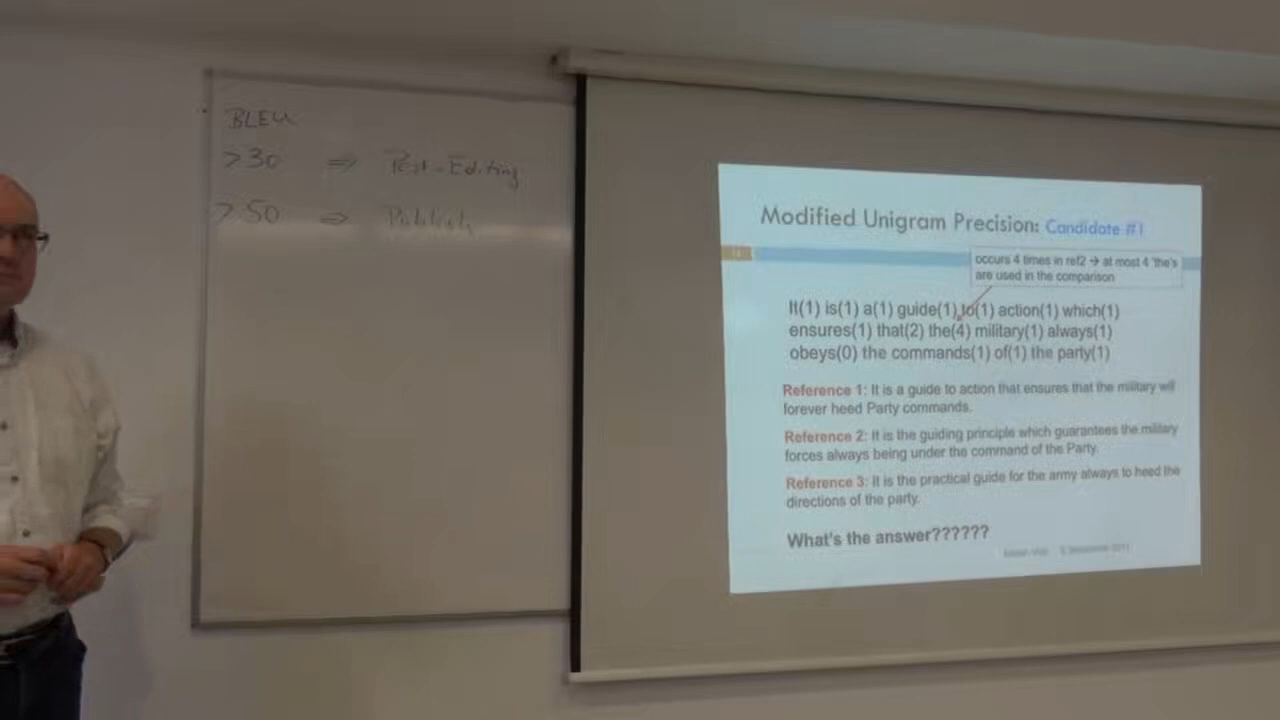 BLEU
>30 ⇒ Post-Editing
>50 ⇒ Publish
Modified Unigram Precision: Candidate #1
occurs 4 times in ref2 → at most 4 'the's
are used in the comparison
It(1) is(1) a(1) guide(1) to(1) action(1) which(1)
ensures(1) that(2) the(4) military(1) always(1)
obeys(0) the commands(1) of(1) the party(1)
Reference 1: It is a guide to action that ensures that the military will
forever heed Party commands.
Reference 2: It is the guiding principle which guarantees the military
forces always being under the command of the Party.
Reference 3: It is the practical guide for the army always to heed the
directions of the party.
What's the answer??????